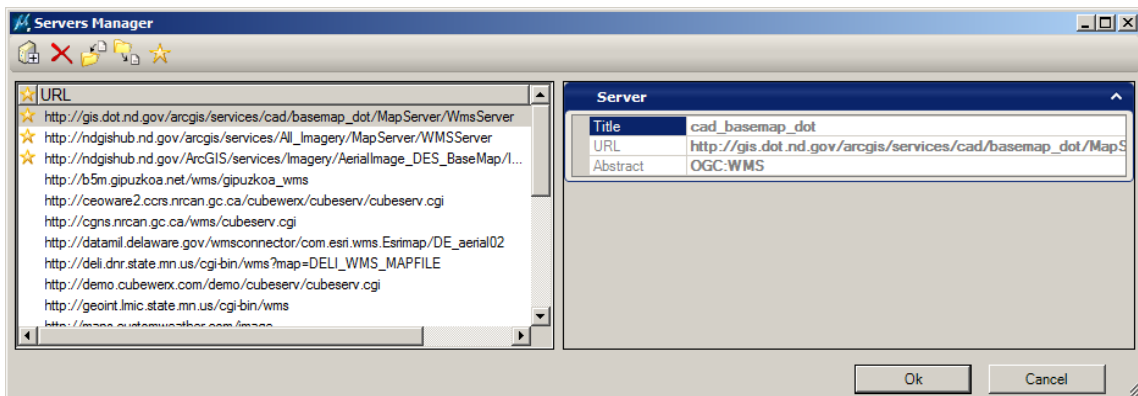 Servers Manager
URL
http://gis.dot.nd.gov/arcgis/services/cad/basemap_dot/MapServer/WmsServer
http://ndgishub.nd.gov/arcgis/services/All_Imagery/MapServer/WMSServer
http://ndgishub.nd.gov/ArcGIS/services/Imagery/AerialImage_DES_BaseMap/I...
http://b5m.gipuzkoa.net/wms/gipuzkoa_wms
http://ceoware2.ccrs.nrcan.gc.ca/cubewerx/cubeserv/cubeserv.cgi
http://cgns.nrcan.gc.ca/wms/cubeserv.cgi
http://datamil.delaware.gov/wmsconnector/com.esri.wms.Esrimap/DE_aerial02
http://deli.dnr.state.mn.us/cgi-bin/wms?map=DELI_WMS_MAPFILE
http://demo.cubewerx.com/demo/cubeserv/cubeserv.cgi
http://geoint.lmic.state.mn.us/cgi-bin/wms
http://maps.customweather.com/image
Server
Title cad_basemap_dot
URL http://gis.dot.nd.gov/arcgis/services/cad/basemap_dot/MapS
Abstract OGC:WMS
Ok Cancel